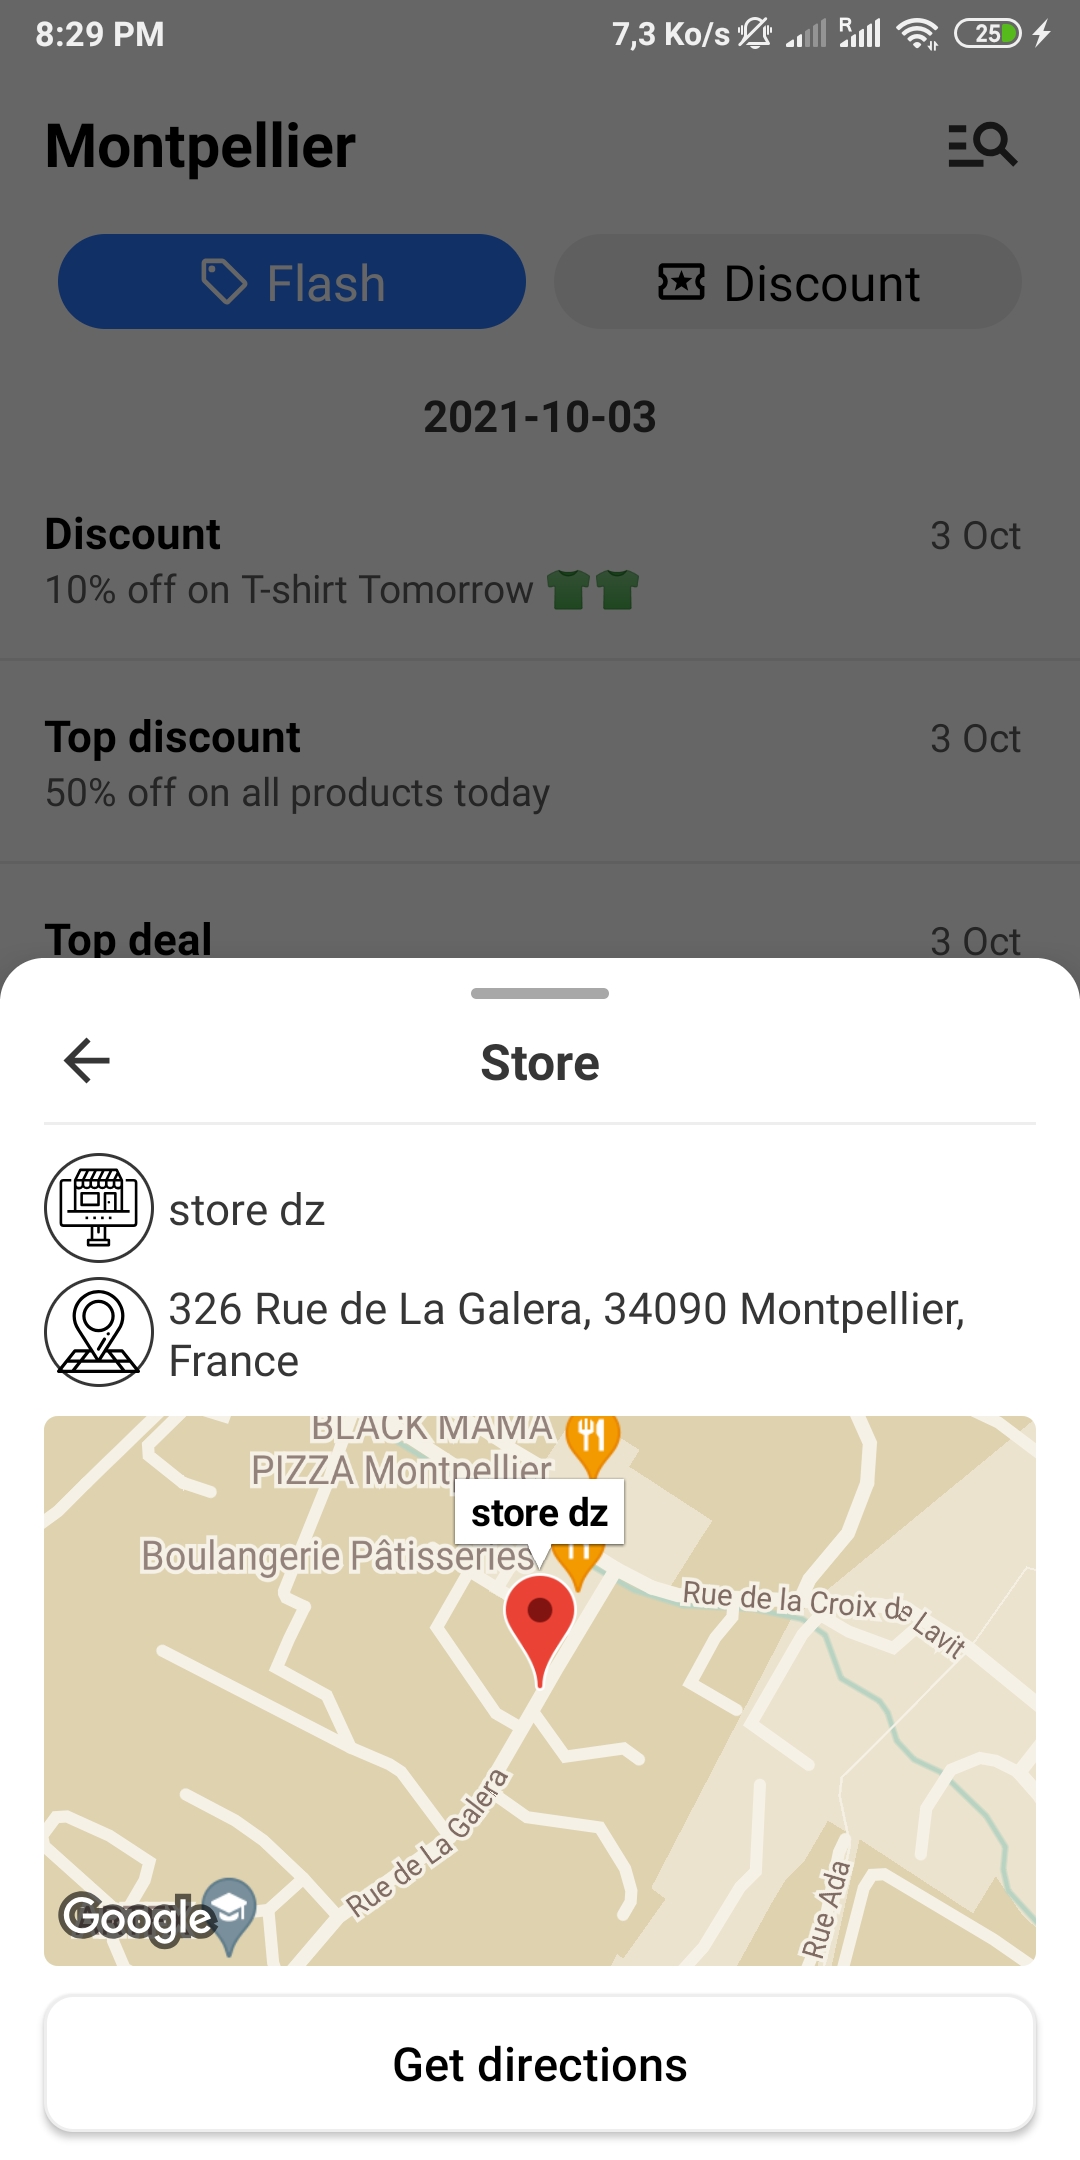 8:29 PM
7,3 Ko/s
R
25
Montpellier
Flash
Discount
2021-10-03
Discount
3 Oct
10% off on T-shirt Tomorrow 👕👕
Top discount
3 Oct
50% off on all products today
Top deal
3 Oct
Store
store dz
326 Rue de La Galera, 34090 Montpellier,
France
BLACK MAMA
PIZZA Montpellier
store dz
Boulangerie Pâtisseries
Rue de la Croix de Lavit
Rue de La Galera
Rue Ada
Google
Get directions